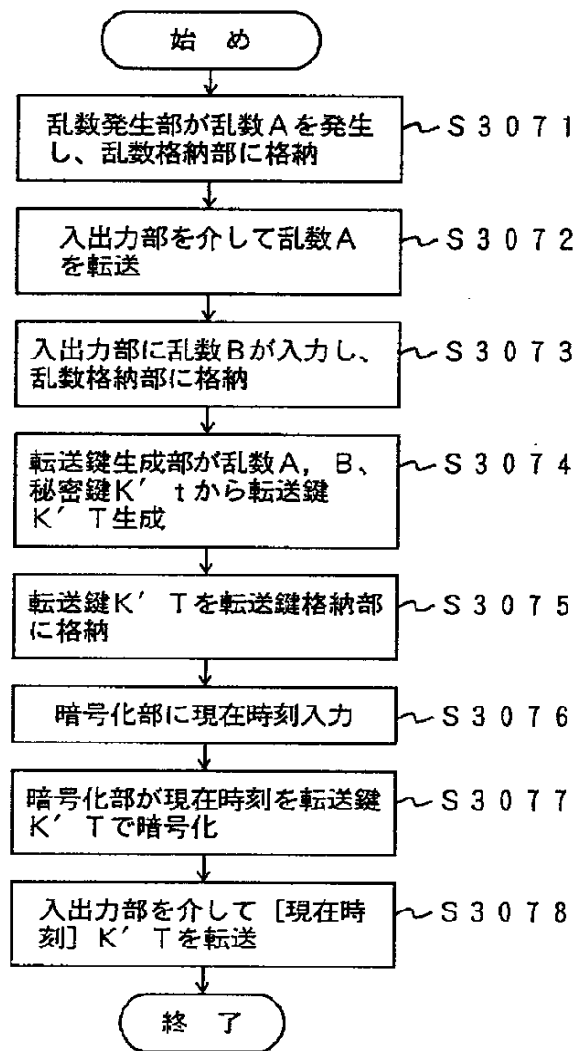 始 め
乱数発生部が乱数Aを発生 S3071
し、乱数格納部に格納
入出力部を介して乱数A S3072
を転送
入出力部に乱数Bが入力し、 S3073
乱数格納部に格納
転送鍵生成部が乱数A，B、 S3074
秘密鍵K′tから転送鍵
K′T生成
転送鍵K′Tを転送鍵格納部 S3075
に格納
暗号化部に現在時刻入力 S3076
暗号化部が現在時刻を転送鍵 S3077
K′Tで暗号化
入出力部を介して［現在時 S3078
刻］K′Tを転送
終 了